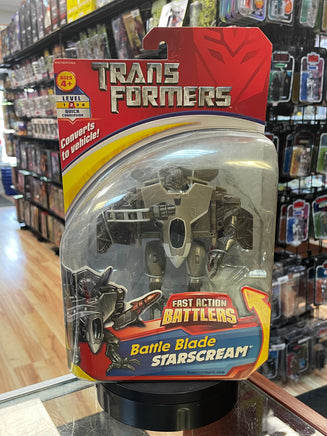 AGES
4+
LEVEL
1 2 3 4
QUICK
CONVERSION
TRANS
FORMERS
Converts
to vehicle!
FAST ACTION
BATTLERS
Battle Blade
STARSCREAM™